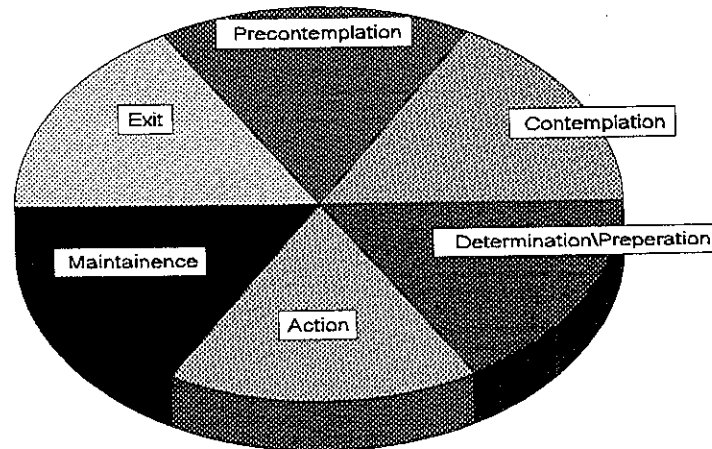 Precontemplation
Contemplation
Determination\Preperation
Action
Maintainence
Exit